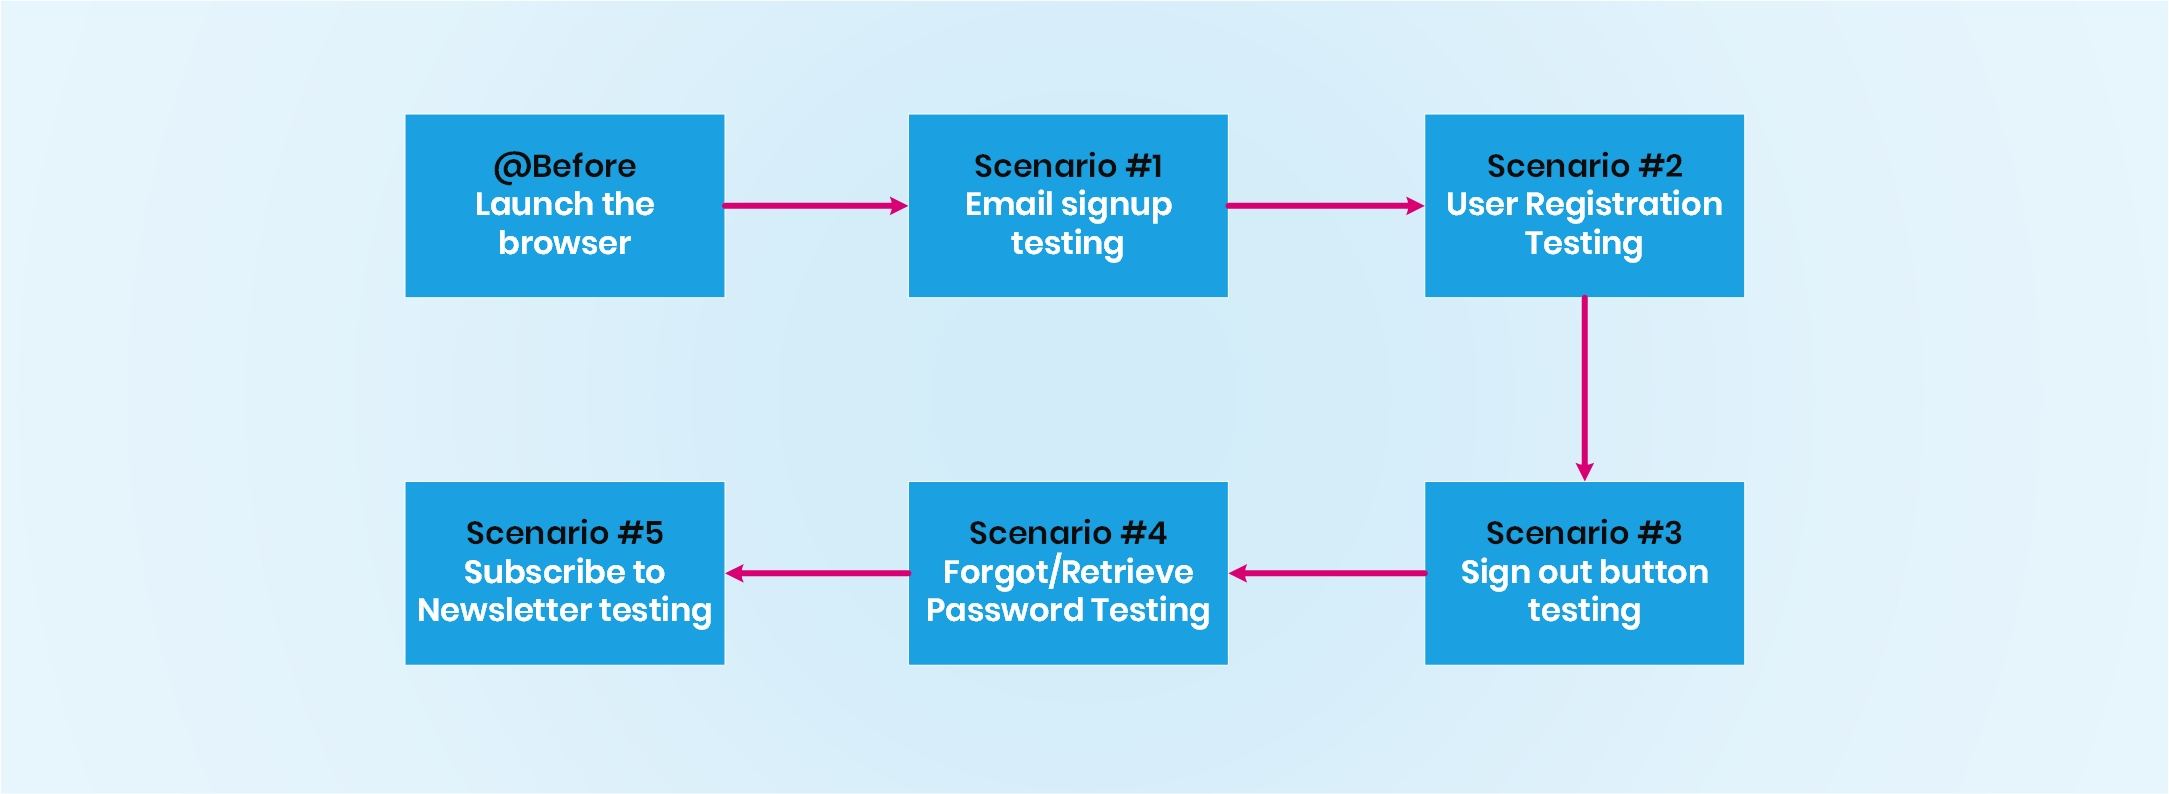 @Before
Launch the
browser
Scenario #1
Email signup
testing
Scenario #2
User Registration
Testing
Scenario #3
Sign out button
testing
Scenario #4
Forgot/Retrieve
Password Testing
Scenario #5
Subscribe to
Newsletter testing